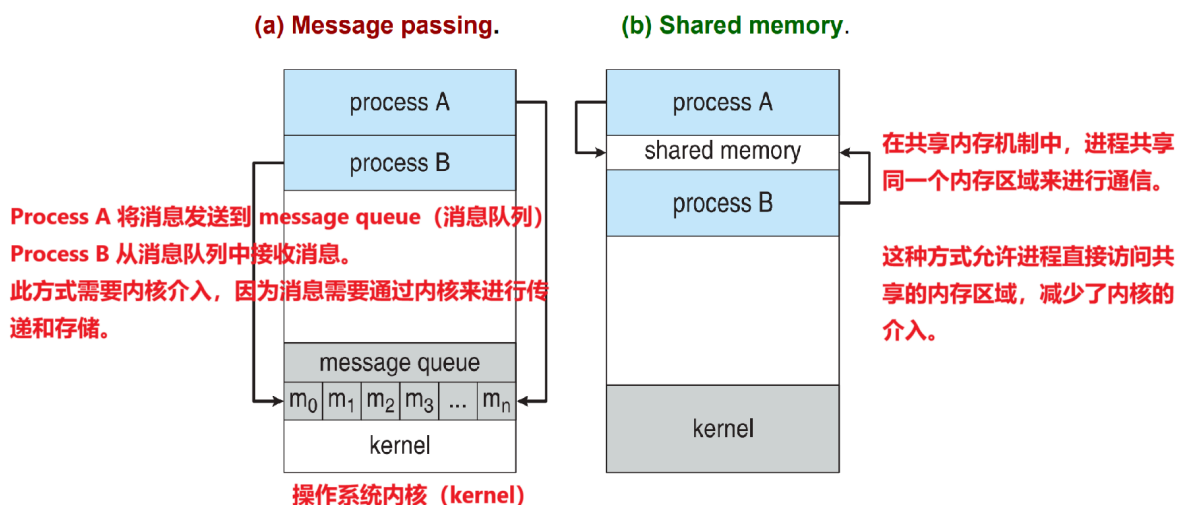 (a) Message passing.
process A
process B
Process A 将消息发送到 message queue（消息队列）
Process B 从消息队列中接收消息。
此方式需要内核介入，因为消息需要通过内核来进行传
递和存储。
message queue
m0 m1 m2 m3 ... mn
kernel
操作系统内核（kernel）
(b) Shared memory.
process A
shared memory
process B
在共享内存机制中，进程共享
同一个内存区域来进行通信。
这种方式允许进程直接访问共
享的内存区域，减少了内核的
介入。
kernel